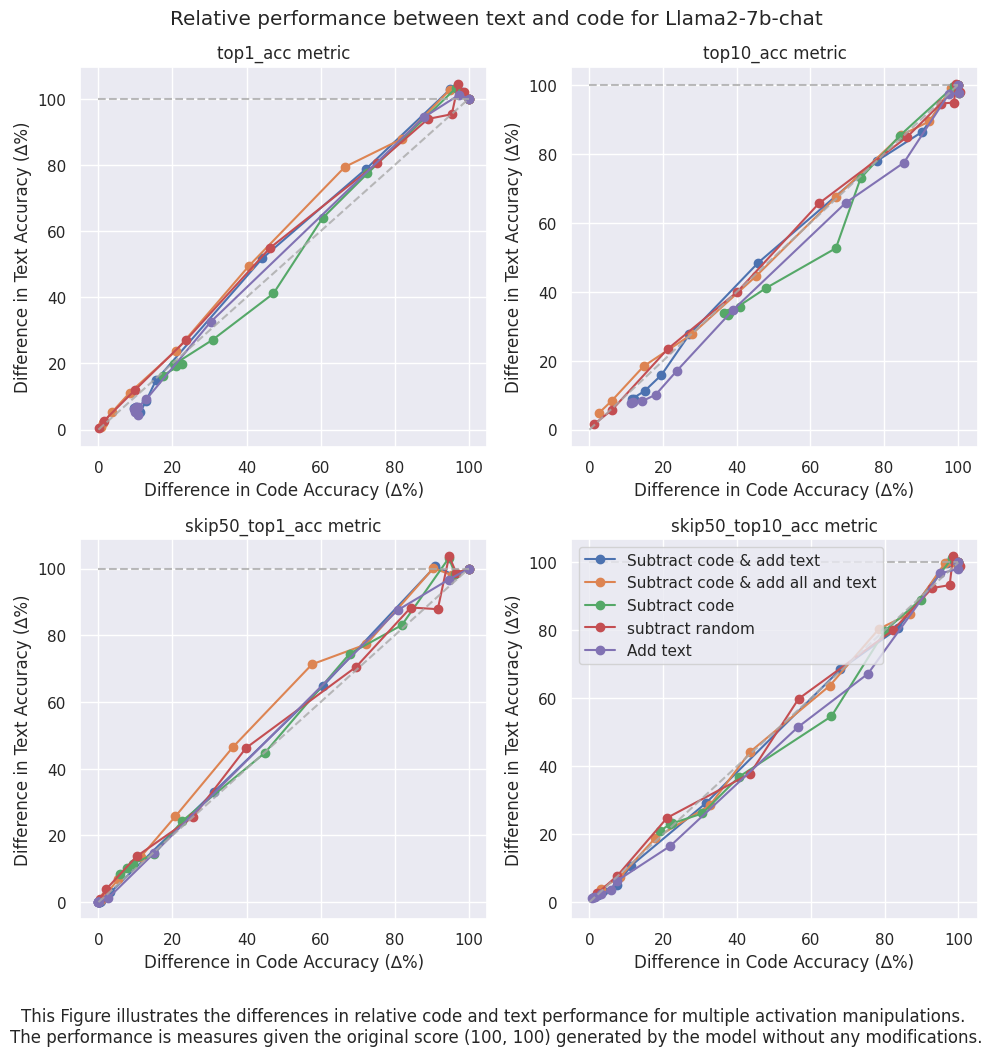 Relative performance between text and code for Llama2-7b-chat
top1_acc metric
100
80
60
40
20
0
Difference in Text Accuracy (Δ%)
0 20 40 60 80 100
Difference in Code Accuracy (Δ%)
top10_acc metric
100
80
60
40
20
0
Difference in Text Accuracy (Δ%)
0 20 40 60 80 100
Difference in Code Accuracy (Δ%)
skip50_top1_acc metric
100
80
60
40
20
0
Difference in Text Accuracy (Δ%)
0 20 40 60 80 100
Difference in Code Accuracy (Δ%)
skip50_top10_acc metric
100
80
60
40
20
0
Difference in Text Accuracy (Δ%)
Subtract code & add text
Subtract code & add all and text
Subtract code
subtract random
Add text
0 20 40 60 80 100
Difference in Code Accuracy (Δ%)
This Figure illustrates the differences in relative code and text performance for multiple activation manipulations.
The performance is measures given the original score (100, 100) generated by the model without any modifications.